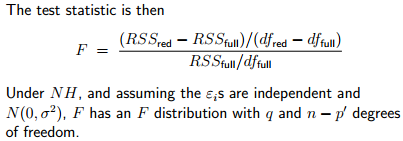 The test statistic is then
F = (RSS_red − RSS_full)/(df_red − df_full) / RSS_full/df_full
Under NH, and assuming the ε_i s are independent and
N(0, σ²), F has an F distribution with q and n − p′ degrees
of freedom.